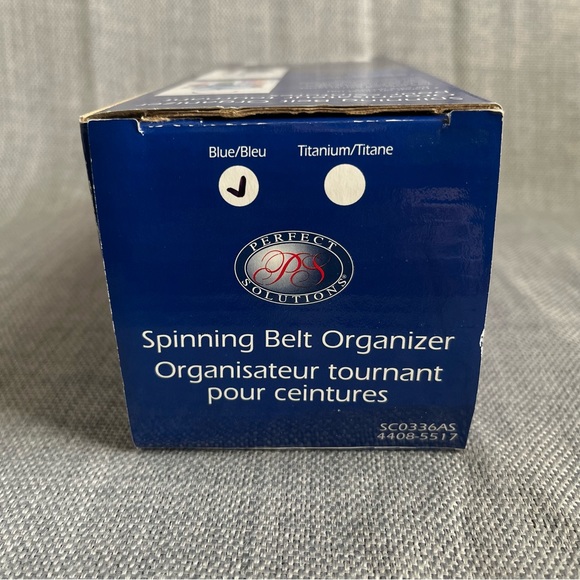 Blue/Bleu Titanium/Titane
PERFECT
PS
SOLUTIONS®
Spinning Belt Organizer
Organisateur tournant
pour ceintures
SC0336AS
4408-5517